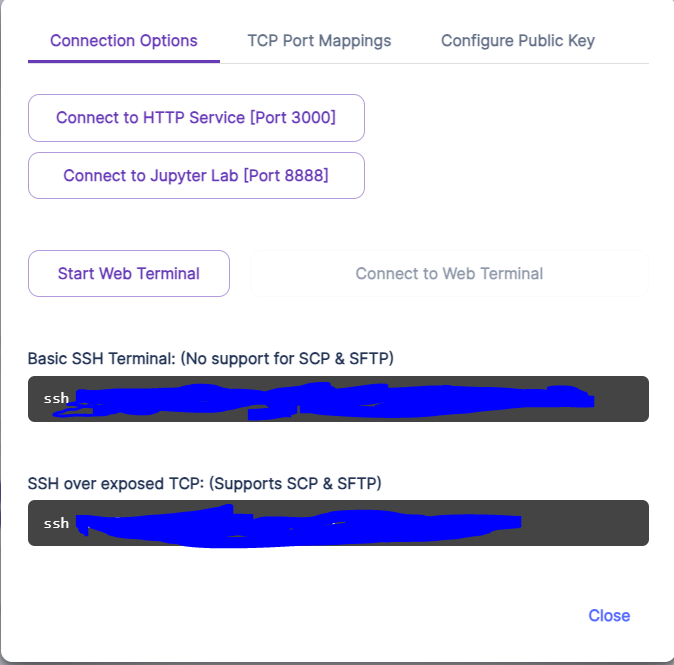 Connection Options TCP Port Mappings Configure Public Key
Connect to HTTP Service [Port 3000]
Connect to Jupyter Lab [Port 8888]
Start Web Terminal Connect to Web Terminal
Basic SSH Terminal: (No support for SCP & SFTP)
ssh
SSH over exposed TCP: (Supports SCP & SFTP)
ssh
Close